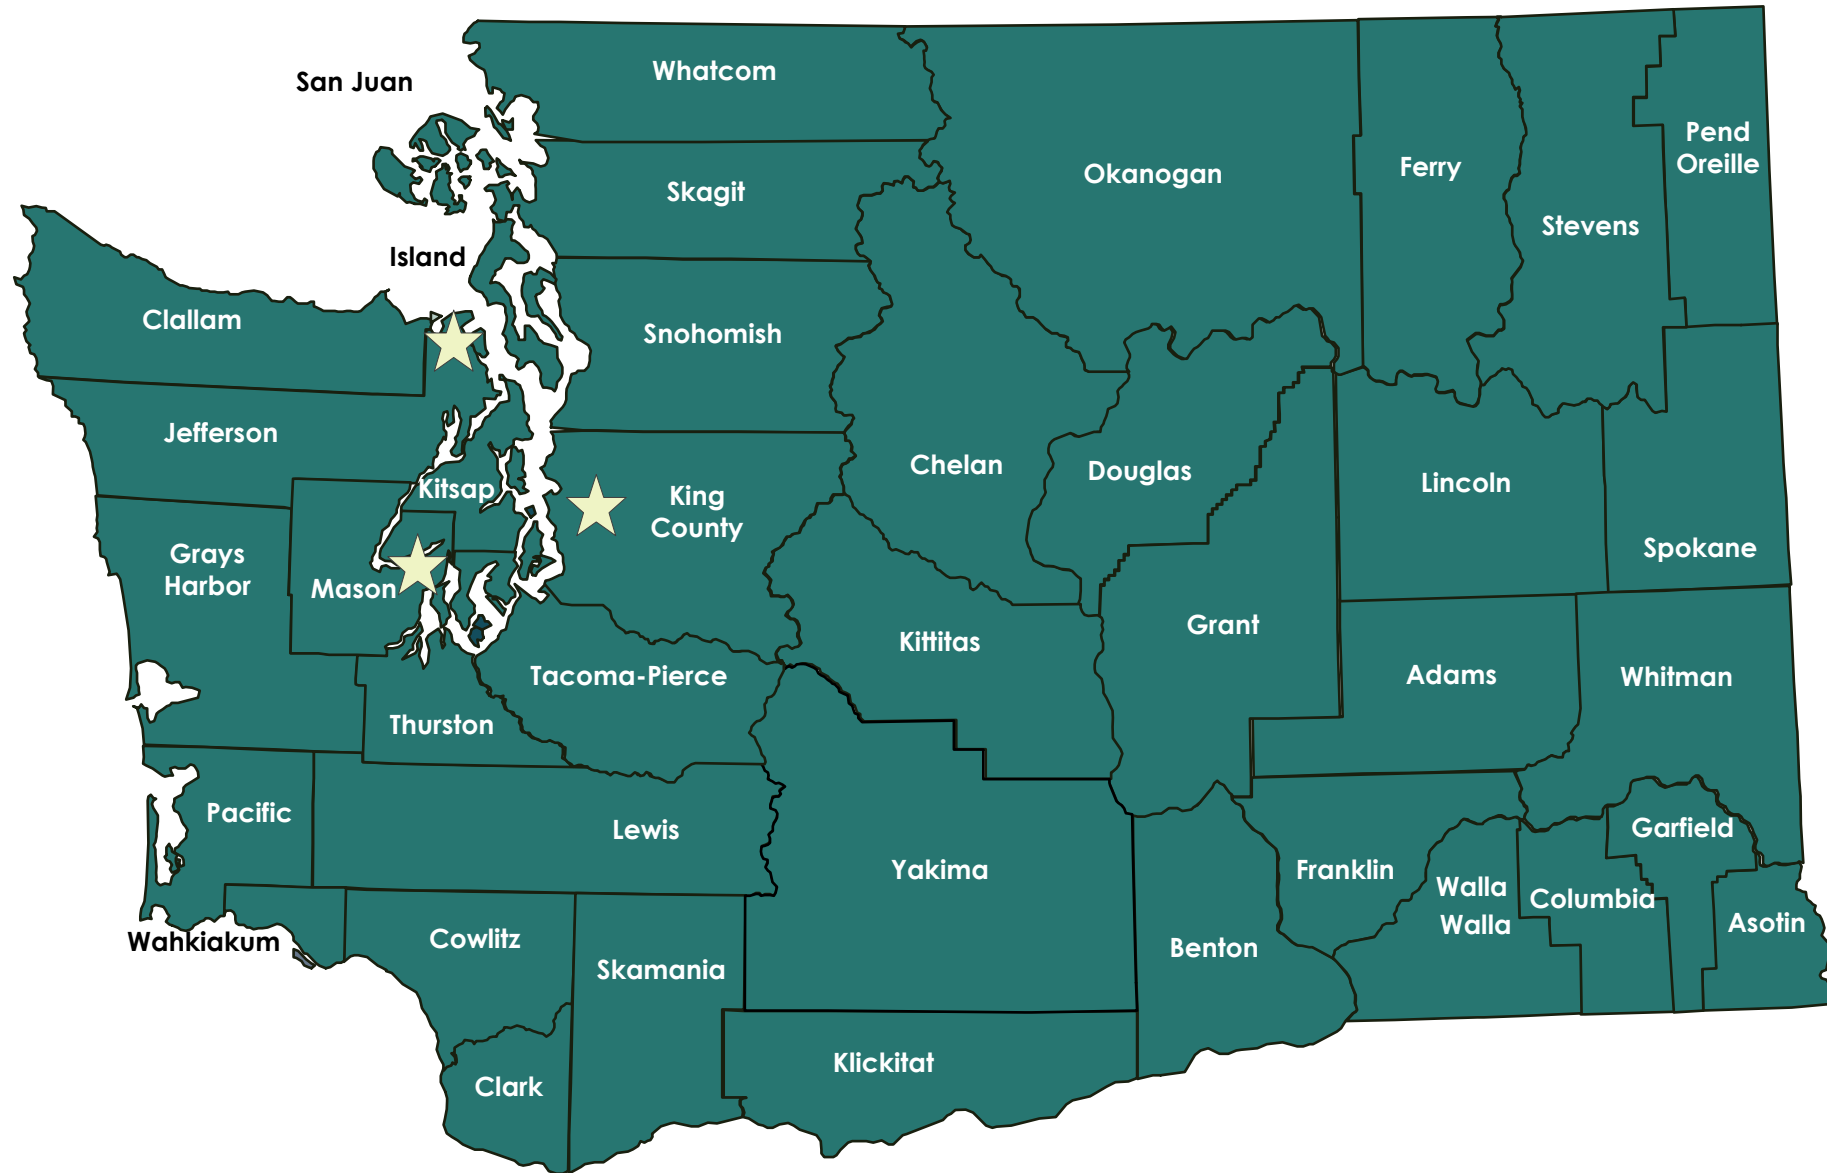 Whatcom
San Juan
Pend
Oreille
Okanogan
Ferry
Skagit
Stevens
Island
Clallam
Snohomish
Jefferson
Chelan
Douglas
Lincoln
Kitsap
King
County
Grays
Harbor
Spokane
Mason
Grant
Kittitas
Tacoma-Pierce
Adams
Whitman
Thurston
Pacific
Lewis
Garfield
Yakima
Franklin
Walla
Walla
Columbia
Asotin
Wahkiakum
Cowlitz
Benton
Skamania
Klickitat
Clark